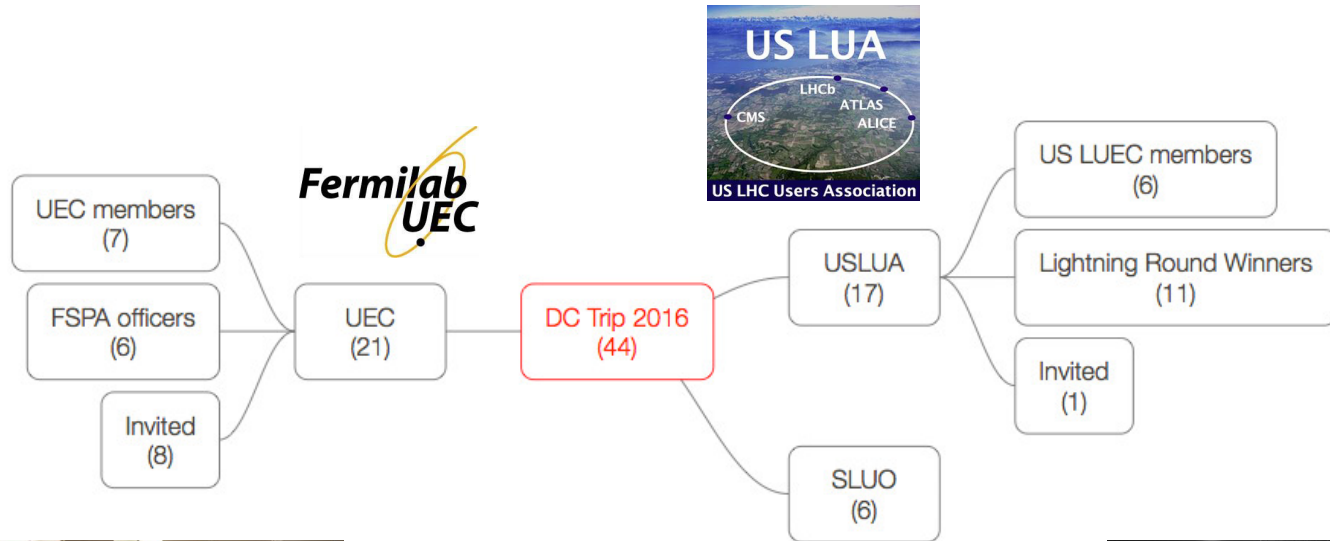 US LUA
LHCb
ATLAS
CMS
ALICE
US LHC Users Association
Fermilab
UEC
UEC members
(7)
FSPA officers
(6)
Invited
(8)
UEC
(21)
DC Trip 2016
(44)
USLUA
(17)
SLUO
(6)
US LUEC members
(6)
Lightning Round Winners
(11)
Invited
(1)